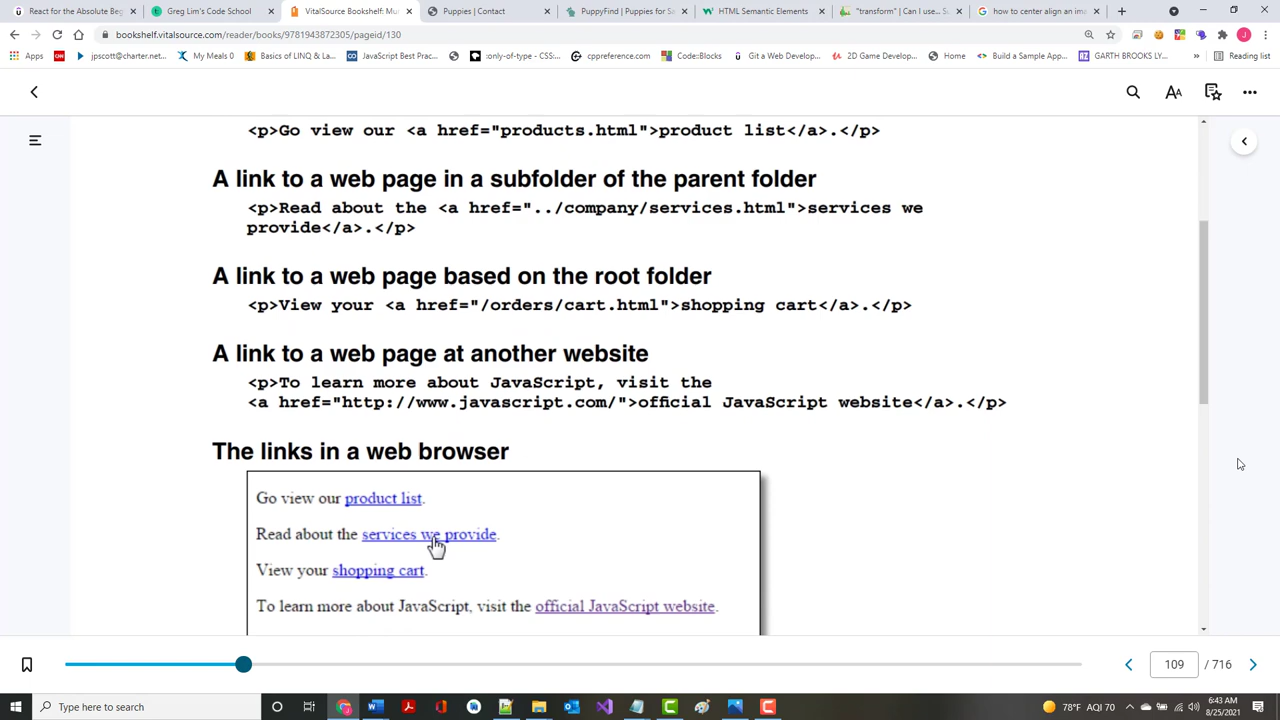 React for the Absolute Beg
Greg Lim's Code School
VitalSource Bookshelf: Mur
Puppies | Contact
PuppyFind | Puppies for Sa
HTML Semantic Elements
"transform" | Can I use... Su
how to center align an ima
bookshelf.vitalsource.com/reader/books/9781943872305/pageid/130
Apps
CNN
jpscott@charter.net...
My Meals 0
Basics of LINQ & La...
JavaScript Best Prac...
:only-of-type - CSS:...
cppreference.com
Code::Blocks
Git a Web Develop...
2D Game Develop...
Home
Build a Sample App...
GARTH BROOKS LY...
»
Reading list
<p>Go view our <a href="products.html">product list</a>.</p>
A link to a web page in a subfolder of the parent folder
<p>Read about the <a href="../company/services.html">services we
provide</a>.</p>
A link to a web page based on the root folder
<p>View your <a href="/orders/cart.html">shopping cart</a>.</p>
A link to a web page at another website
<p>To learn more about JavaScript, visit the
<a href="http://www.javascript.com/">official JavaScript website</a>.</p>
The links in a web browser
Go view our product list.
Read about the services we provide.
View your shopping cart.
To learn more about JavaScript, visit the official JavaScript website.
109 / 716
Type here to search
78°F AQI 70
6:43 AM
8/25/2021